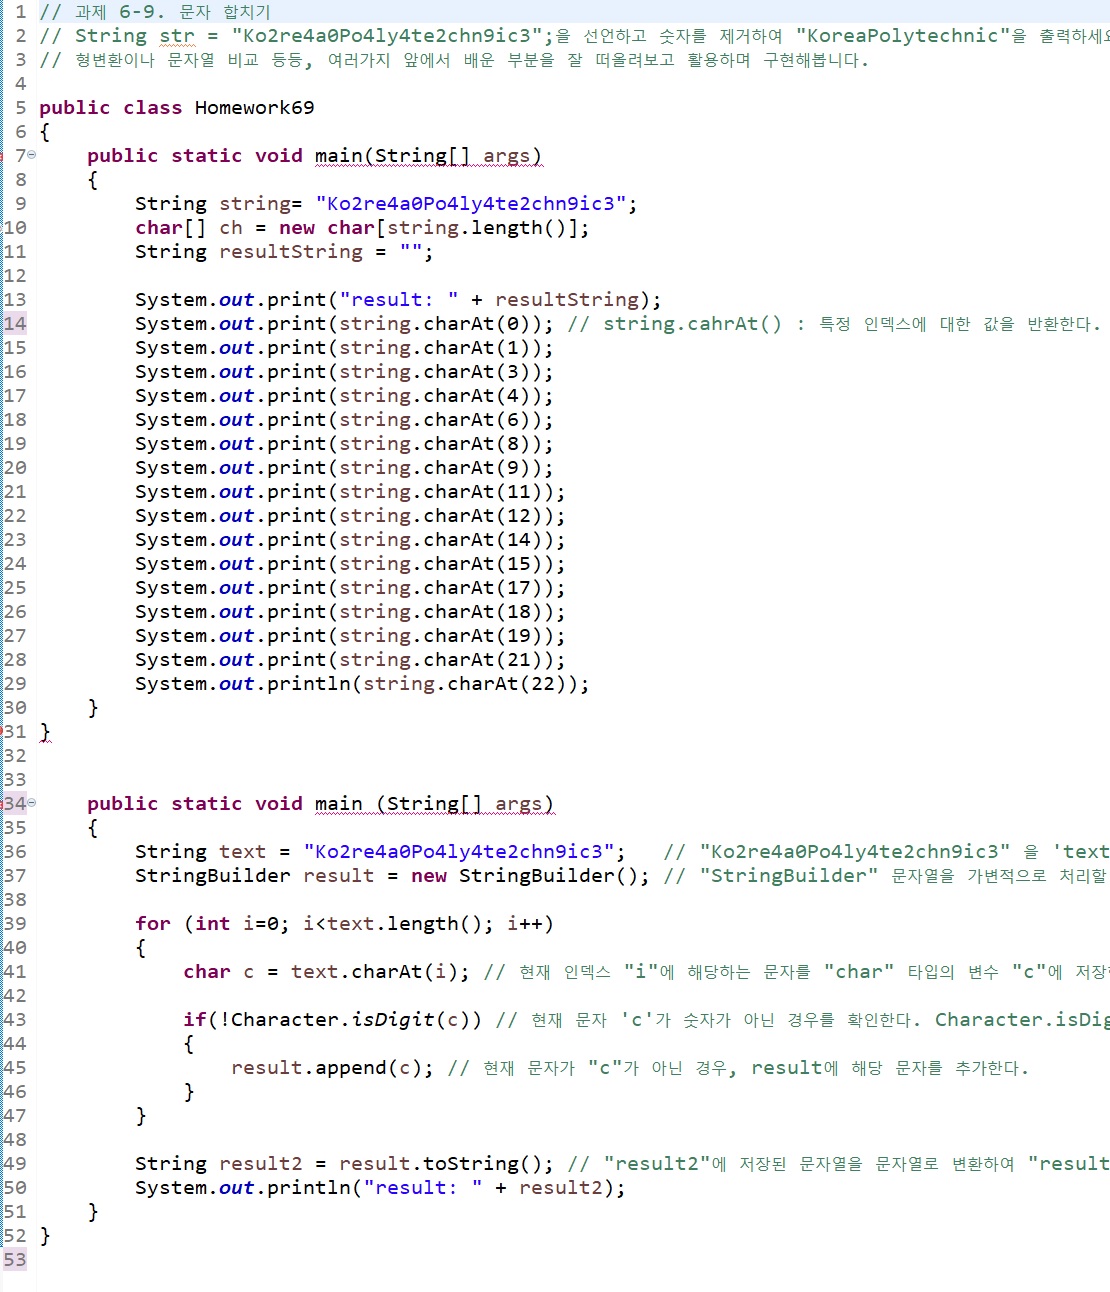 1 // 과제 6-9. 문자 합치기
2 // String str = "Ko2re4a0Po4ly4te2chn9ic3";을 선언하고 숫자를 제거하여 "KoreaPolytechnic"을 출력하세요
3 // 형변환이나 문자열 비교 등등, 여러가지 앞에서 배운 부분을 잘 떠올려보고 활용하며 구현해봅니다.
4
5 public class Homework69
6 {
7 public static void main(String[] args)
8 {
9 String string= "Ko2re4a0Po4ly4te2chn9ic3";
10 char[] ch = new char[string.length()];
11 String resultString = "";
12
13 System.out.print("result: " + resultString);
14 System.out.print(string.charAt(0)); // string.cahrAt() : 특정 인덱스에 대한 값을 반환한다.
15 System.out.print(string.charAt(1));
16 System.out.print(string.charAt(3));
17 System.out.print(string.charAt(4));
18 System.out.print(string.charAt(6));
19 System.out.print(string.charAt(8));
20 System.out.print(string.charAt(9));
21 System.out.print(string.charAt(11));
22 System.out.print(string.charAt(12));
23 System.out.print(string.charAt(14));
24 System.out.print(string.charAt(15));
25 System.out.print(string.charAt(17));
26 System.out.print(string.charAt(18));
27 System.out.print(string.charAt(19));
28 System.out.print(string.charAt(21));
29 System.out.println(string.charAt(22));
30 }
31 }
32
33
34 public static void main (String[] args)
35 {
36 String text = "Ko2re4a0Po4ly4te2chn9ic3"; // "Ko2re4a0Po4ly4te2chn9ic3" 을 'text
37 StringBuilder result = new StringBuilder(); // "StringBuilder" 문자열을 가변적으로 처리할
38
39 for (int i=0; i<text.length(); i++)
40 {
41 char c = text.charAt(i); // 현재 인덱스 "i"에 해당하는 문자를 "char" 타입의 변수 "c"에
42
43 if(!Character.isDigit(c)) // 현재 문자 'c'가 숫자가 아닌 경우를 확인한다. Character.isDig
44 {
45 result.append(c); // 현재 문자가 "c"가 아닌 경우, result에 해당 문자를 추가한다.
46 }
47 }
48
49 String result2 = result.toString(); // "result2"에 저장된 문자열을 문자열로 변환하여 "result
50 System.out.println("result: " + result2);
51 }
52 }
53